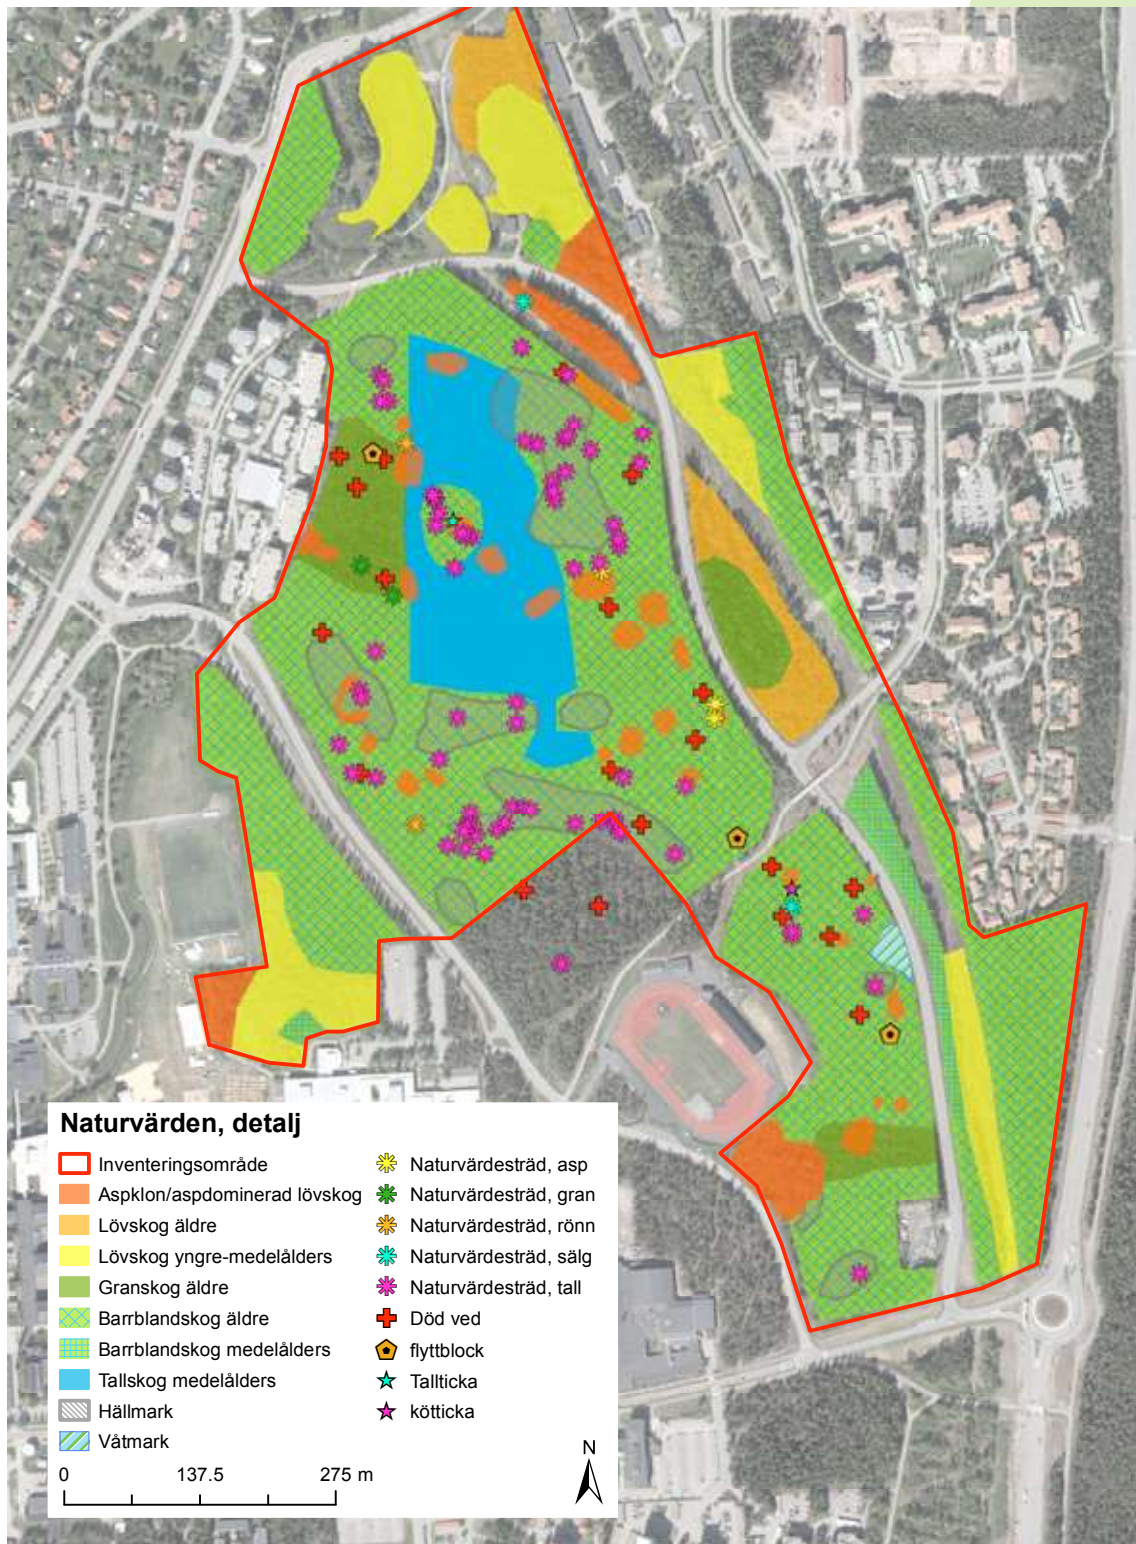 Naturvärden, detalj
Inventeringsområde
Aspklon/aspdominerad lövskog
Lövskog äldre
Lövskog yngre-medelålders
Granskog äldre
Barrblandskog äldre
Barrblandskog medelålders
Tallskog medelålders
Hällmark
Våtmark
Naturvärdesträd, asp
Naturvärdesträd, gran
Naturvärdesträd, rönn
Naturvärdesträd, sälg
Naturvärdesträd, tall
Död ved
flyttblock
Tallticka
kötticka
0 137.5 275 m
N